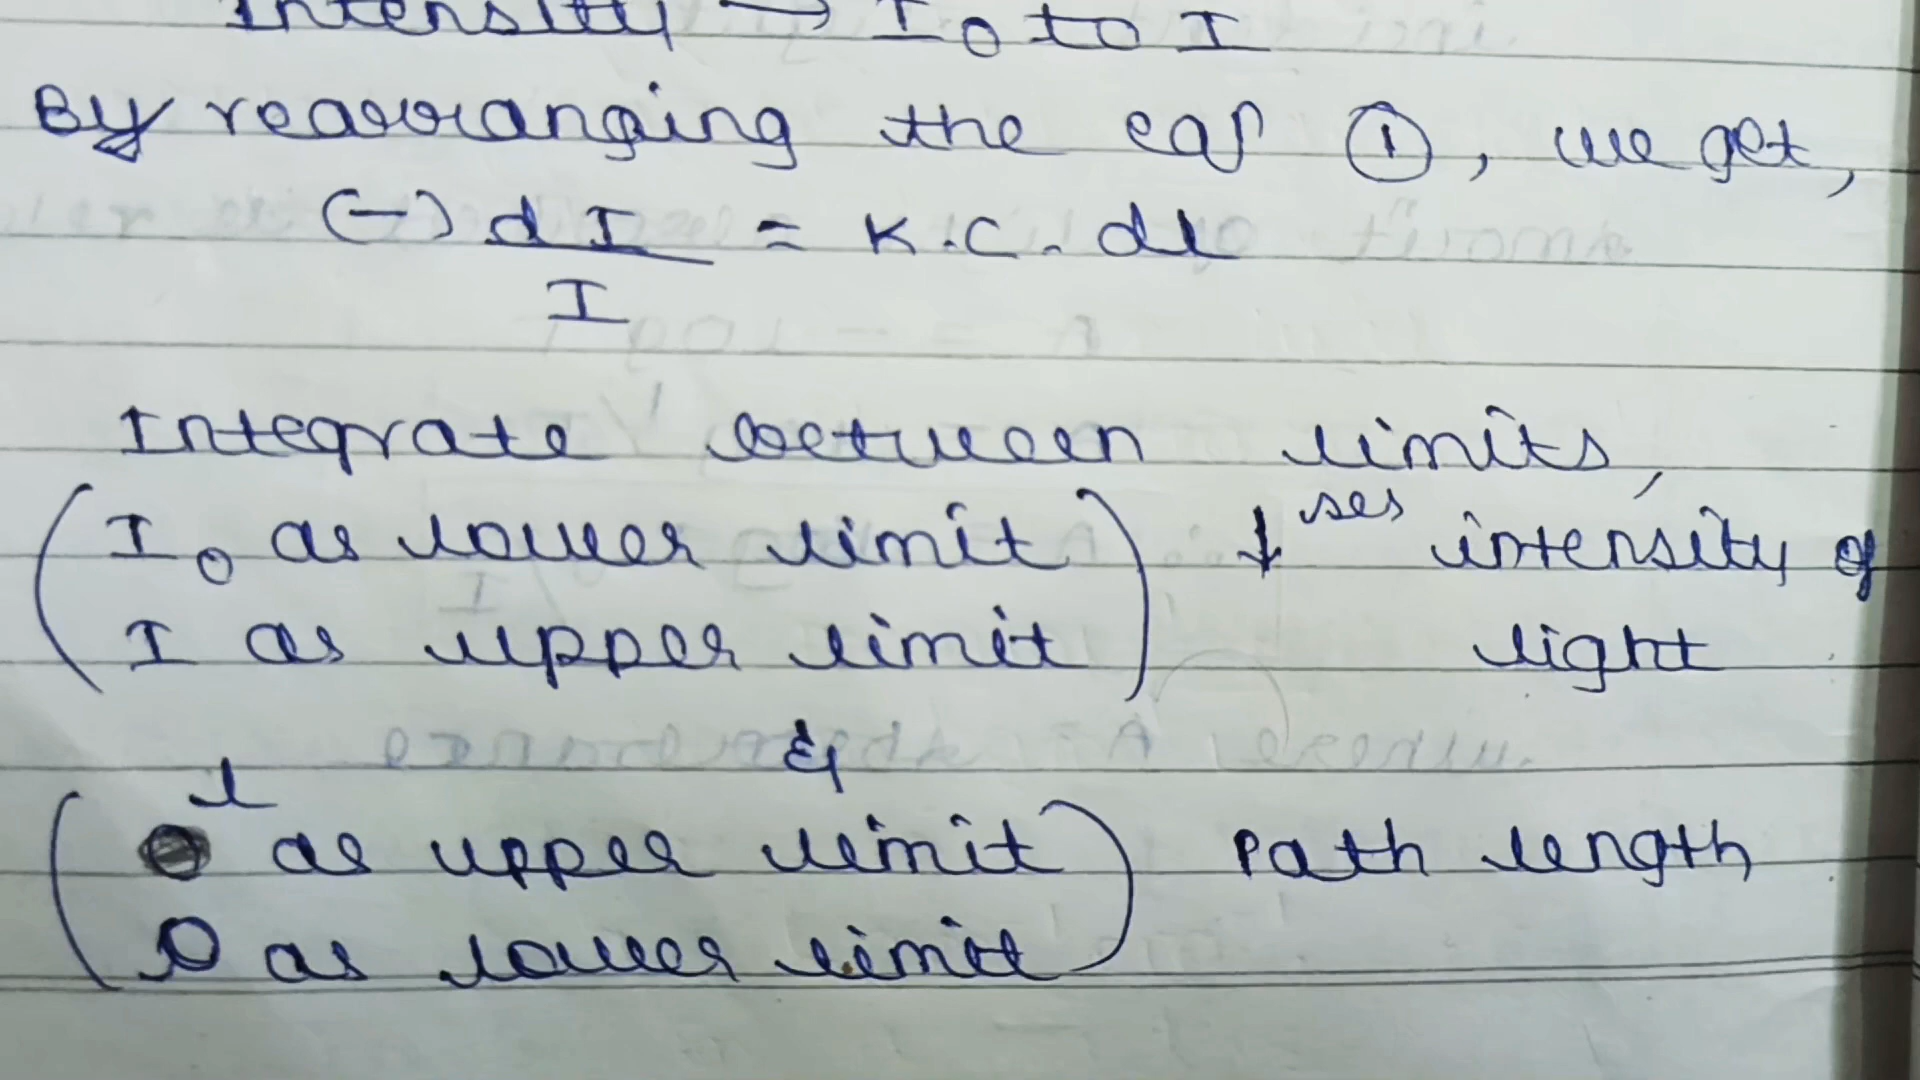 Intensity → I0 to I
By rearranging the eqn ①, we get,
(-) dI / I = K.C. dl
Integrate between limits,
(I0 as lower limit) ↓ses intensity of
(I as upper limit) light
&
(l as upper limit) Path length
(0 as lower limit)